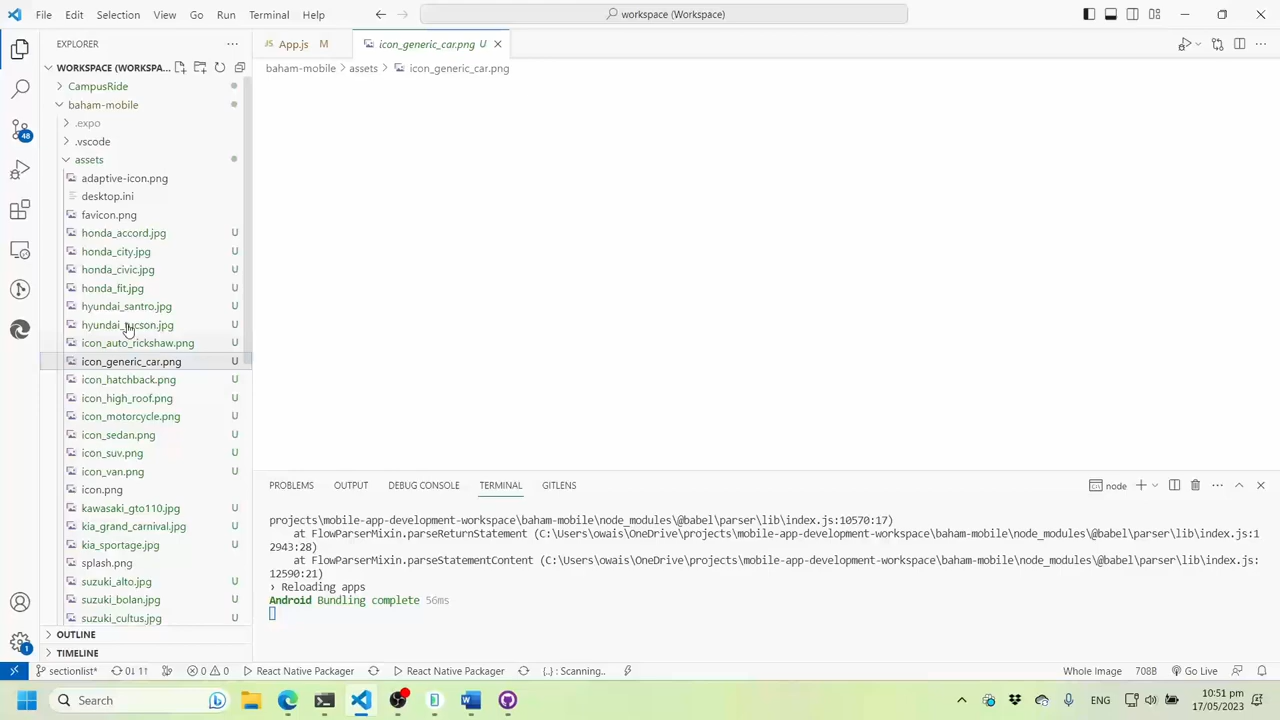 File Edit Selection View Go Run Terminal Help
workspace (Workspace)
EXPLORER
App.js M
icon_generic_car.png U
WORKSPACE (WORKSPA...
baham-mobile > assets > icon_generic_car.png
CampusRide
baham-mobile
.expo
.vscode
assets
adaptive-icon.png
desktop.ini
favicon.png
honda_accord.jpg U
honda_city.jpg U
honda_civic.jpg U
honda_fit.jpg U
hyundai_santro.jpg U
hyundai_tucson.jpg U
icon_auto_rickshaw.png U
icon_generic_car.png U
icon_hatchback.png U
icon_high_roof.png U
icon_motorcycle.png U
icon_sedan.png U
icon_suv.png U
icon_van.png U
icon.png
kawasaki_gto110.jpg U
kia_grand_carnival.jpg U
kia_sportage.jpg U
splash.png
suzuki_alto.jpg U
suzuki_bolan.jpg U
suzuki_cultus.jpg U
OUTLINE
TIMELINE
48
1
PROBLEMS OUTPUT DEBUG CONSOLE TERMINAL GITLENS
node
projects\mobile-app-development-workspace\baham-mobile\node_modules\@babel\parser\lib\index.js:10570:17)
at FlowParserMixin.parseReturnStatement (C:\Users\owais\OneDrive\projects\mobile-app-development-workspace\baham-mobile\node_modules\@babel\parser\lib\index.js:1
2943:28)
at FlowParserMixin.parseStatementContent (C:\Users\owais\OneDrive\projects\mobile-app-development-workspace\baham-mobile\node_modules\@babel\parser\lib\index.js:
12590:21)
› Reloading apps
Android Bundling complete 56ms
sectionlist* 0↓ 1↑ 0 0 React Native Packager React Native Packager {..} : Scanning.. Whole Image 708B Go Live
Search
ENG
10:51 pm
17/05/2023